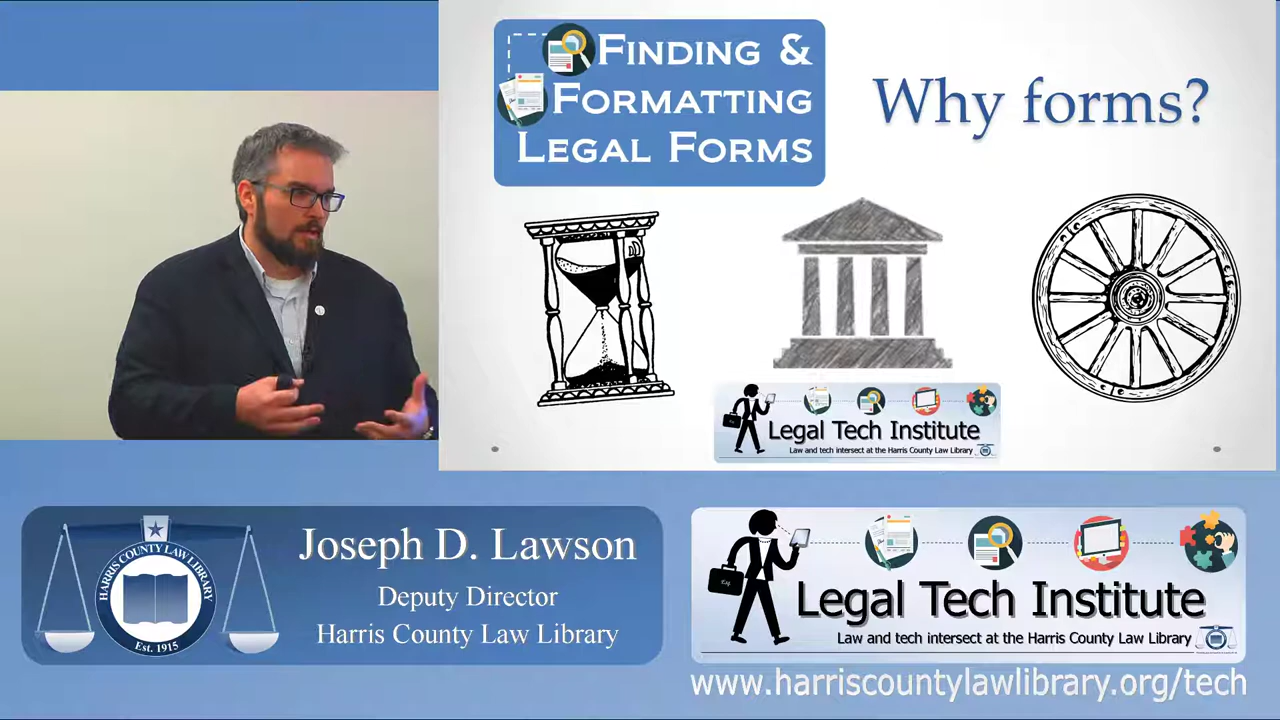 FINDING &
FORMATTING
LEGAL FORMS
Why forms?
Legal Tech Institute
Law and tech intersect at the Harris County Law Library
HARRIS COUNTY LAW LIBRARY
Est. 1915
Joseph D. Lawson
Deputy Director
Harris County Law Library
Esq.
Legal Tech Institute
Law and tech intersect at the Harris County Law Library
www.harriscountylawlibrary.org/tech